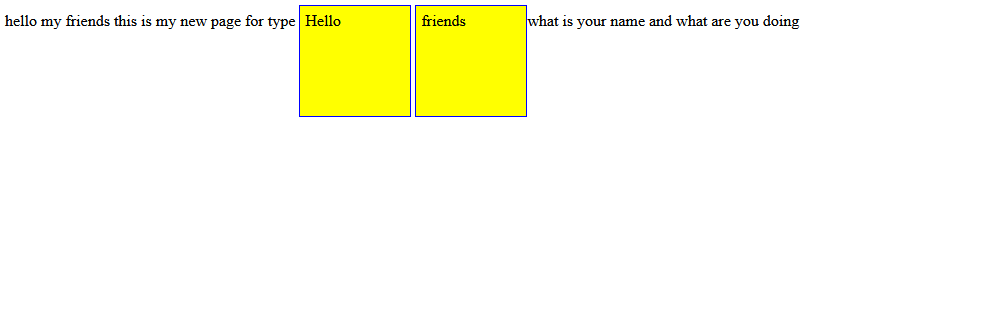 hello my friends this is my new page for type Hello friends what is your name and what are you doing